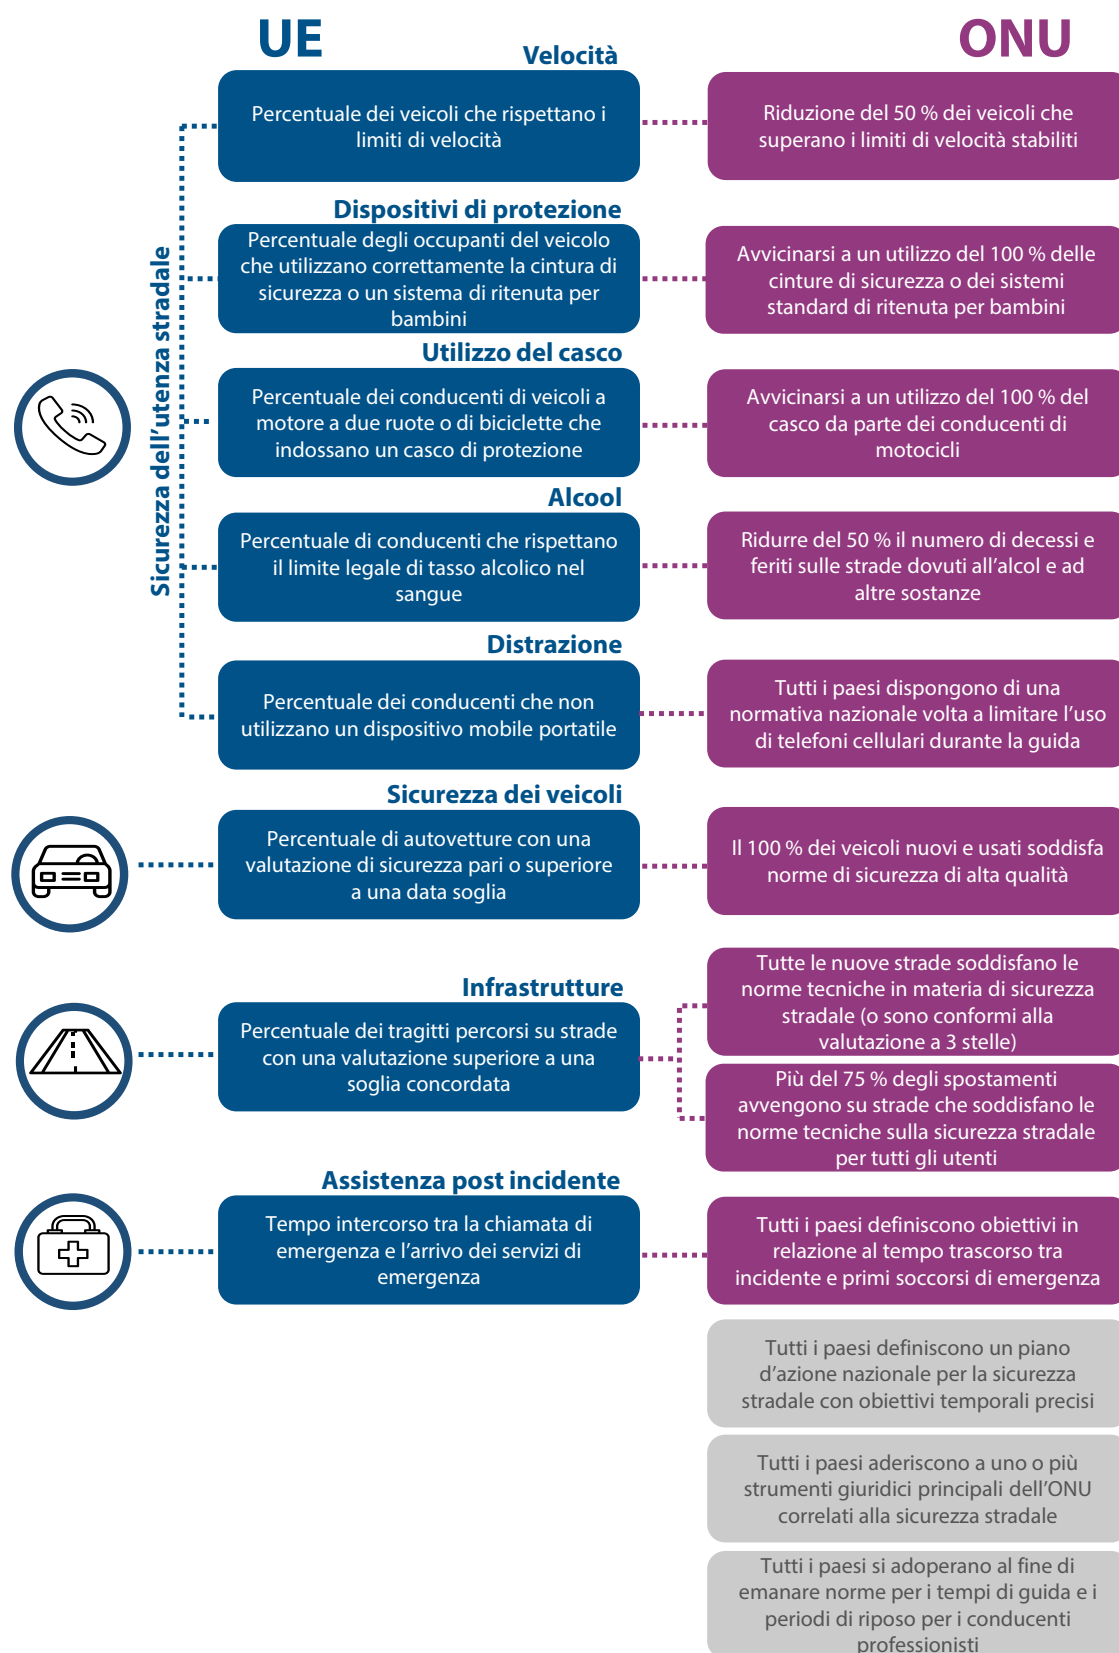 UE
ONU
Sicurezza dell’utenza stradale
Velocità
Percentuale dei veicoli che rispettano i
limiti di velocità
Riduzione del 50 % dei veicoli che
superano i limiti di velocità stabiliti
Dispositivi di protezione
Percentuale degli occupanti del veicolo
che utilizzano correttamente la cintura di
sicurezza o un sistema di ritenuta per
bambini
Avvicinarsi a un utilizzo del 100 % delle
cinture di sicurezza o dei sistemi
standard di ritenuta per bambini
Utilizzo del casco
Percentuale dei conducenti di veicoli a
motore a due ruote o di biciclette che
indossano un casco di protezione
Avvicinarsi a un utilizzo del 100 % del
casco da parte dei conducenti di
motocicli
Alcool
Percentuale di conducenti che rispettano
il limite legale di tasso alcolico nel
sangue
Ridurre del 50 % il numero di decessi e
feriti sulle strade dovuti all’alcol e ad
altre sostanze
Distrazione
Percentuale dei conducenti che non
utilizzano un dispositivo mobile portatile
Tutti i paesi dispongono di una
normativa nazionale volta a limitare l’uso
di telefoni cellulari durante la guida
Sicurezza dei veicoli
Percentuale di autovetture con una
valutazione di sicurezza pari o superiore
a una data soglia
Il 100 % dei veicoli nuovi e usati soddisfa
norme di sicurezza di alta qualità
Infrastrutture
Percentuale dei tragitti percorsi su strade
con una valutazione superiore a una
soglia concordata
Tutte le nuove strade soddisfano le
norme tecniche in materia di sicurezza
stradale (o sono conformi alla
valutazione a 3 stelle)
Più del 75 % degli spostamenti
avvengono su strade che soddisfano le
norme tecniche sulla sicurezza stradale
per tutti gli utenti
Assistenza post incidente
Tempo intercorso tra la chiamata di
emergenza e l’arrivo dei servizi di
emergenza
Tutti i paesi definiscono obiettivi in
relazione al tempo trascorso tra
incidente e primi soccorsi di emergenza
Tutti i paesi definiscono un piano
d’azione nazionale per la sicurezza
stradale con obiettivi temporali precisi
Tutti i paesi aderiscono a uno o più
strumenti giuridici principali dell’ONU
correlati alla sicurezza stradale
Tutti i paesi si adoperano al fine di
emanare norme per i tempi di guida e i
periodi di riposo per i conducenti
professionisti